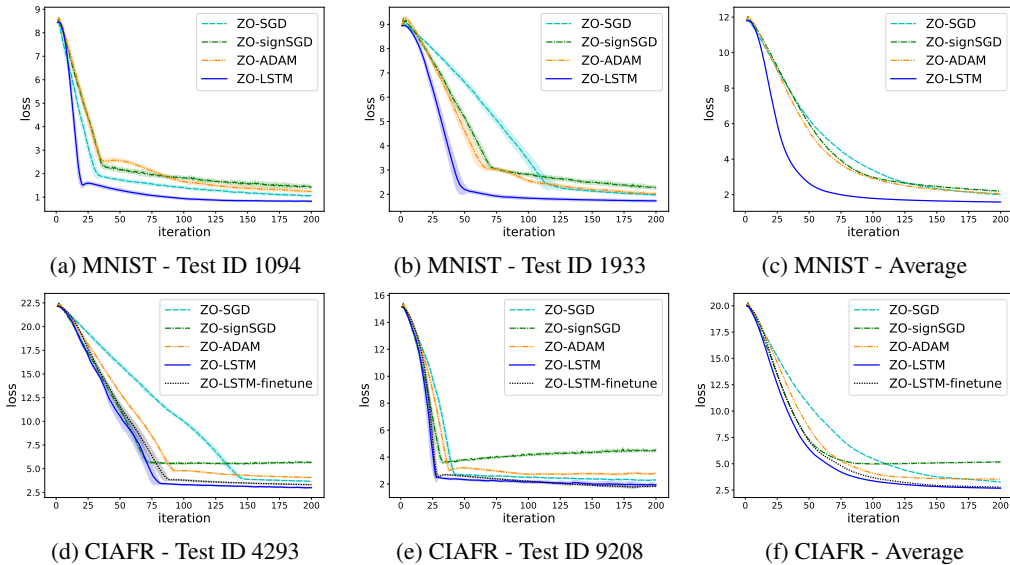 9
8
7
6
5
4
3
2
1
loss
0 25 50 75 100 125 150 175 200
iteration
ZO-SGD
ZO-signSGD
ZO-ADAM
ZO-LSTM
(a) MNIST - Test ID 1094
9
8
7
6
5
4
3
2
1
loss
0 25 50 75 100 125 150 175 200
iteration
ZO-SGD
ZO-signSGD
ZO-ADAM
ZO-LSTM
(b) MNIST - Test ID 1933
12
10
8
6
4
2
loss
0 25 50 75 100 125 150 175 200
iteration
ZO-SGD
ZO-signSGD
ZO-ADAM
ZO-LSTM
(c) MNIST - Average
22.5
20.0
17.5
15.0
12.5
10.0
7.5
5.0
2.5
loss
0 25 50 75 100 125 150 175 200
iteration
ZO-SGD
ZO-signSGD
ZO-ADAM
ZO-LSTM
ZO-LSTM-finetune
(d) CIAFR - Test ID 4293
16
14
12
10
8
6
4
2
loss
0 25 50 75 100 125 150 175 200
iteration
ZO-SGD
ZO-signSGD
ZO-ADAM
ZO-LSTM
ZO-LSTM-finetune
(e) CIAFR - Test ID 9208
20.0
17.5
15.0
12.5
10.0
7.5
5.0
2.5
loss
0 25 50 75 100 125 150 175 200
iteration
ZO-SGD
ZO-signSGD
ZO-ADAM
ZO-LSTM
ZO-LSTM-finetune
(f) CIAFR - Average